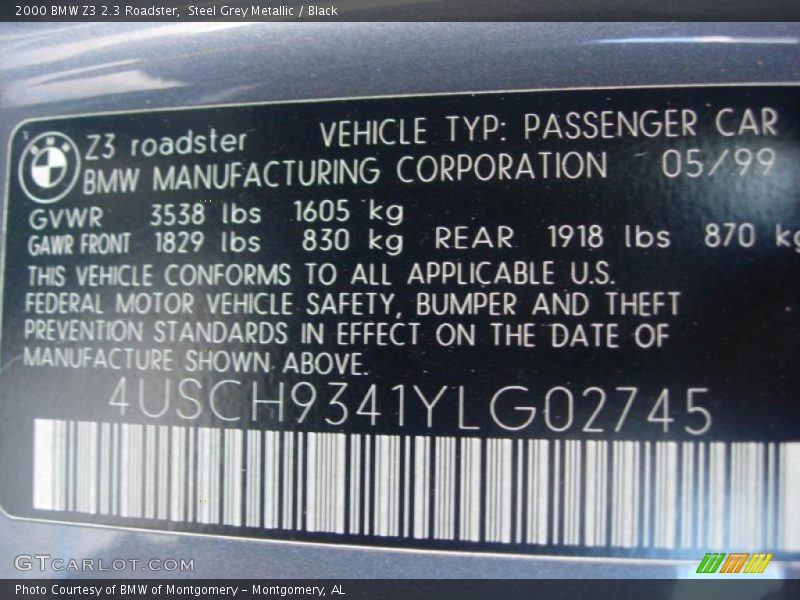 2000 BMW Z3 2.3 Roadster, Steel Grey Metallic / Black
Z3 roadster VEHICLE TYP: PASSENGER CAR
BMW MANUFACTURING CORPORATION 05/99
GVWR 3538 lbs 1605 kg
GAWR FRONT 1829 lbs 830 kg REAR 1918 lbs 870 kg
THIS VEHICLE CONFORMS TO ALL APPLICABLE U.S.
FEDERAL MOTOR VEHICLE SAFETY, BUMPER AND THEFT
PREVENTION STANDARDS IN EFFECT ON THE DATE OF
MANUFACTURE SHOWN ABOVE.
4USCH9341YLG02745
GTCARLOT.COM
Photo Courtesy of BMW of Montgomery – Montgomery, AL